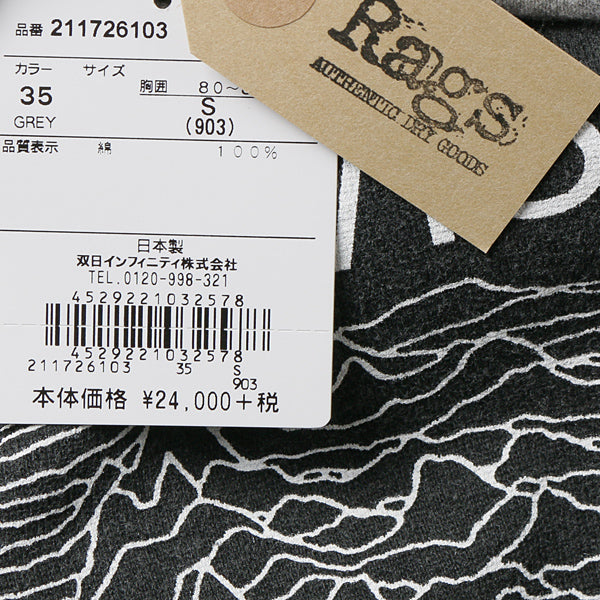 品番 211726103
カラー サイズ
胸囲 80～
35 S
GREY (903)
品質表示 綿 100%
日本製
双日インフィニティ株式会社
TEL.0120-998-321
4529221032578
4529221032578
211726103 35 S
903
本体価格 ¥24,000+税
Rags
AUTHENTIC DRY GOODS